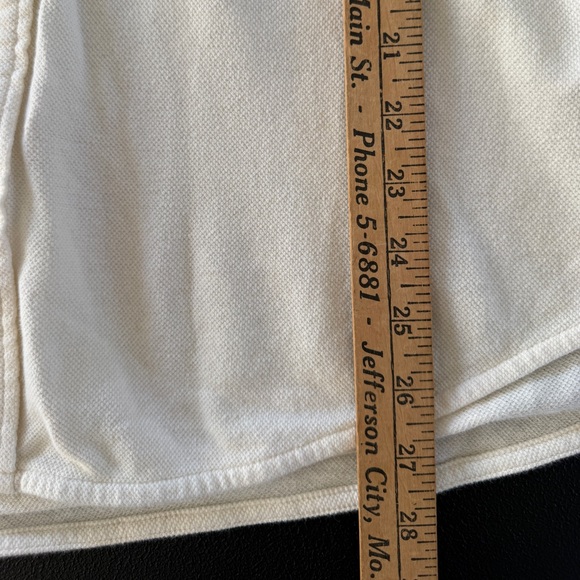 Main St. - Phone 5-6881 - Jefferson City, Mo.
21 22 23 24 25 26 27 28